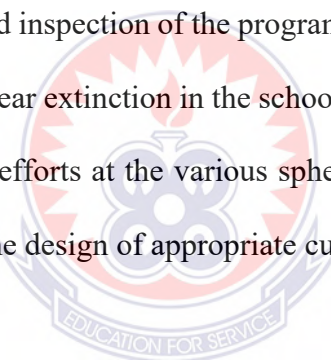 d inspection of the program
ear extinction in the schoo
efforts at the various sphe
ne design of appropriate cu
EDUCATION FOR SERVICE